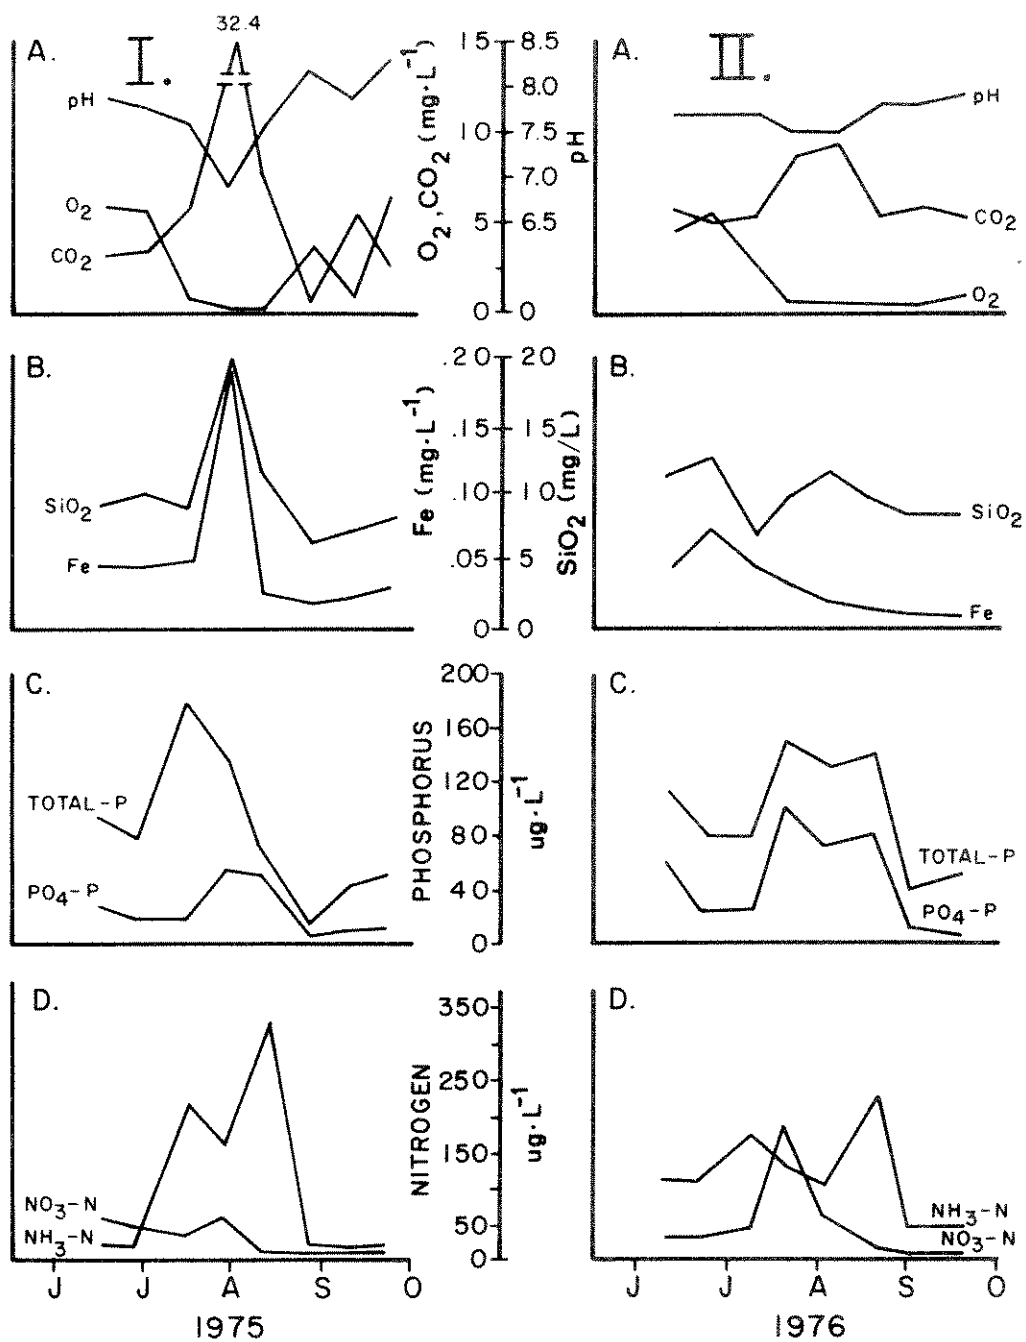 32.4
A.
I.
pH
O2
CO2
O2, CO2 (mg·L-1)
15
10
5
0
8.5
8.0
7.5
7.0
6.5
0
pH
A.
II.
pH
CO2
O2
B.
SiO2
Fe
Fe (mg·L-1)
.20
.15
.10
.05
0
20
15
10
5
0
SiO2 (mg/L)
B.
SiO2
Fe
C.
TOTAL-P
PO4-P
PHOSPHORUS
ug·L-1
200
160
120
80
40
0
C.
TOTAL-P
PO4-P
D.
NO3-N
NH3-N
NITROGEN
ug·L-1
350
250
150
50
0
D.
NH3-N
NO3-N
J J A S O
1975
J J A S O
1976